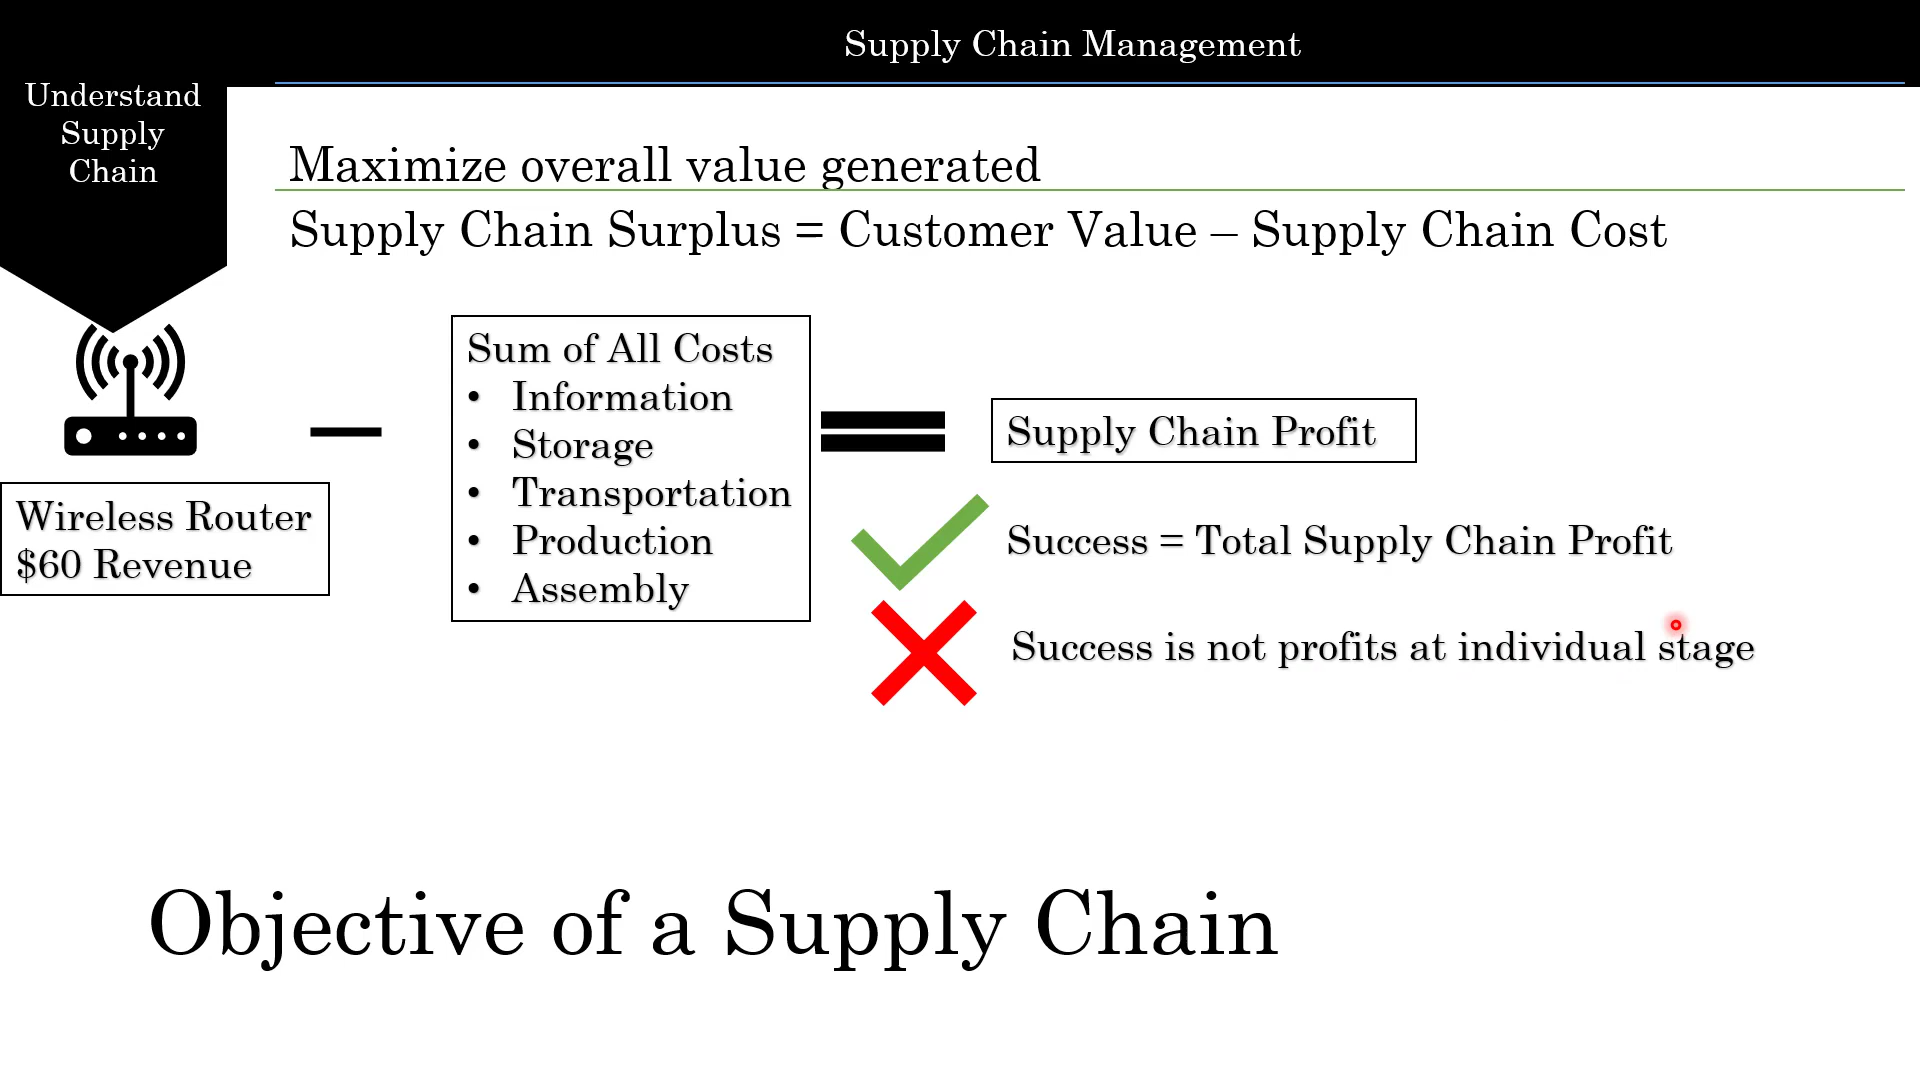 Supply Chain Management
Understand
Supply
Chain
Maximize overall value generated
Supply Chain Surplus = Customer Value – Supply Chain Cost
Wireless Router
$60 Revenue
Sum of All Costs
• Information
• Storage
• Transportation
• Production
• Assembly
Supply Chain Profit
Success = Total Supply Chain Profit
Success is not profits at individual stage
Objective of a Supply Chain